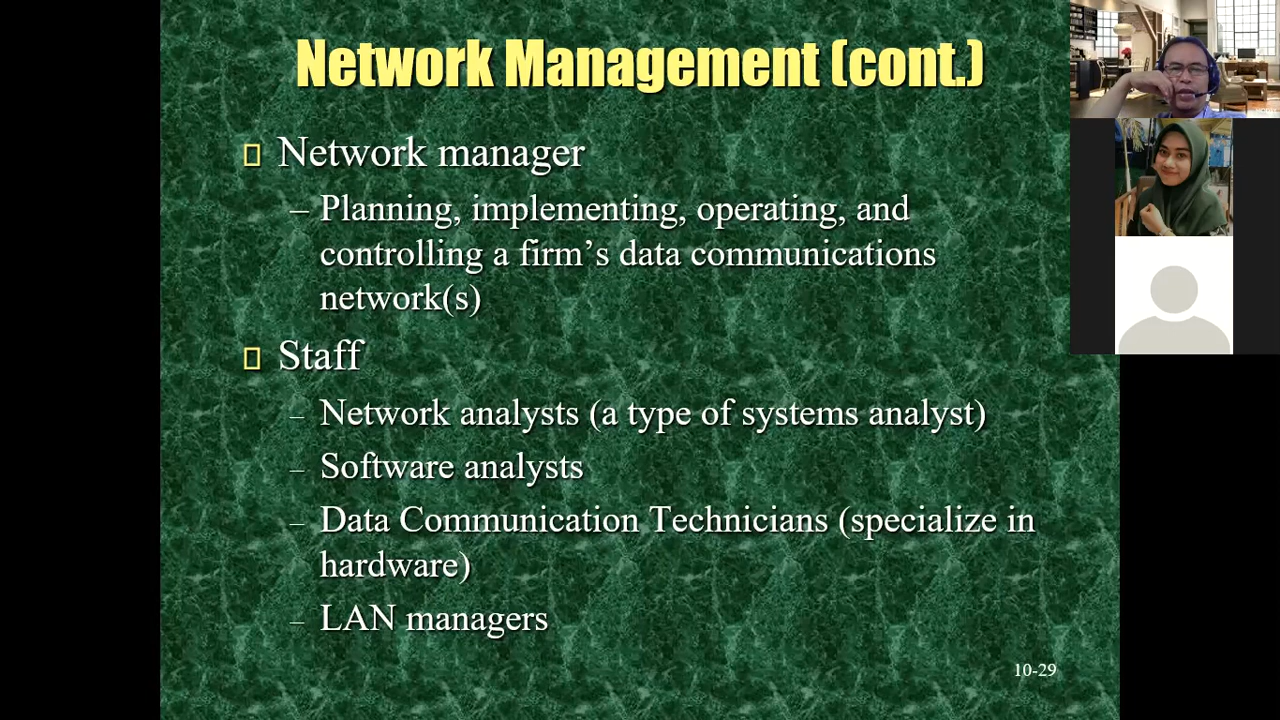 Network Management (cont.)
Network manager
– Planning, implementing, operating, and
controlling a firm’s data communications
network(s)
Staff
– Network analysts (a type of systems analyst)
– Software analysts
– Data Communication Technicians (specialize in
hardware)
– LAN managers
10-29